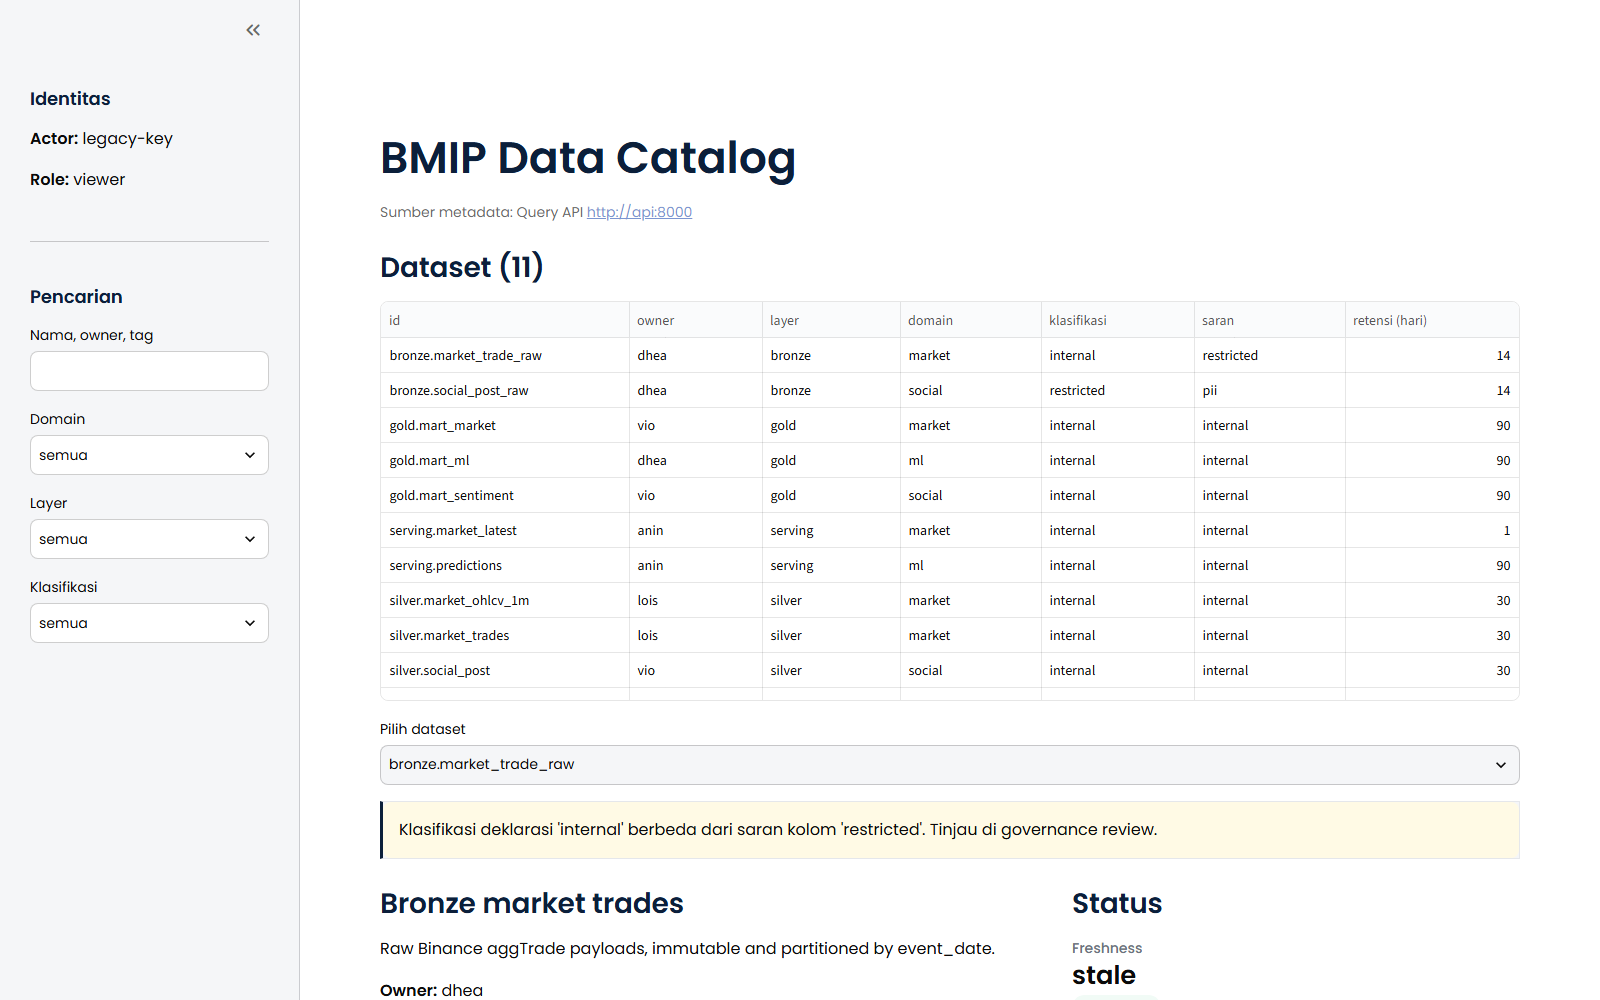 Identitas
Actor: legacy-key
Role: viewer
Pencarian
Nama, owner, tag
Domain
semua
Layer
semua
Klasifikasi
semua
BMIP Data Catalog
Sumber metadata: Query API http://api:8000
Dataset (11)
id owner layer domain klasifikasi saran retensi (hari)
bronze.market_trade_raw dhea bronze market internal restricted 14
bronze.social_post_raw dhea bronze social restricted pii 14
gold.mart_market vio gold market internal internal 90
gold.mart_ml dhea gold ml internal internal 90
gold.mart_sentiment vio gold social internal internal 90
serving.market_latest anin serving market internal internal 1
serving.predictions anin serving ml internal internal 90
silver.market_ohlcv_1m lois silver market internal internal 30
silver.market_trades lois silver market internal internal 30
silver.social_post vio silver social internal internal 30
Pilih dataset
bronze.market_trade_raw
Klasifikasi deklarasi 'internal' berbeda dari saran kolom 'restricted'. Tinjau di governance review.
Bronze market trades
Raw Binance aggTrade payloads, immutable and partitioned by event_date.
Owner: dhea
Status
Freshness
stale